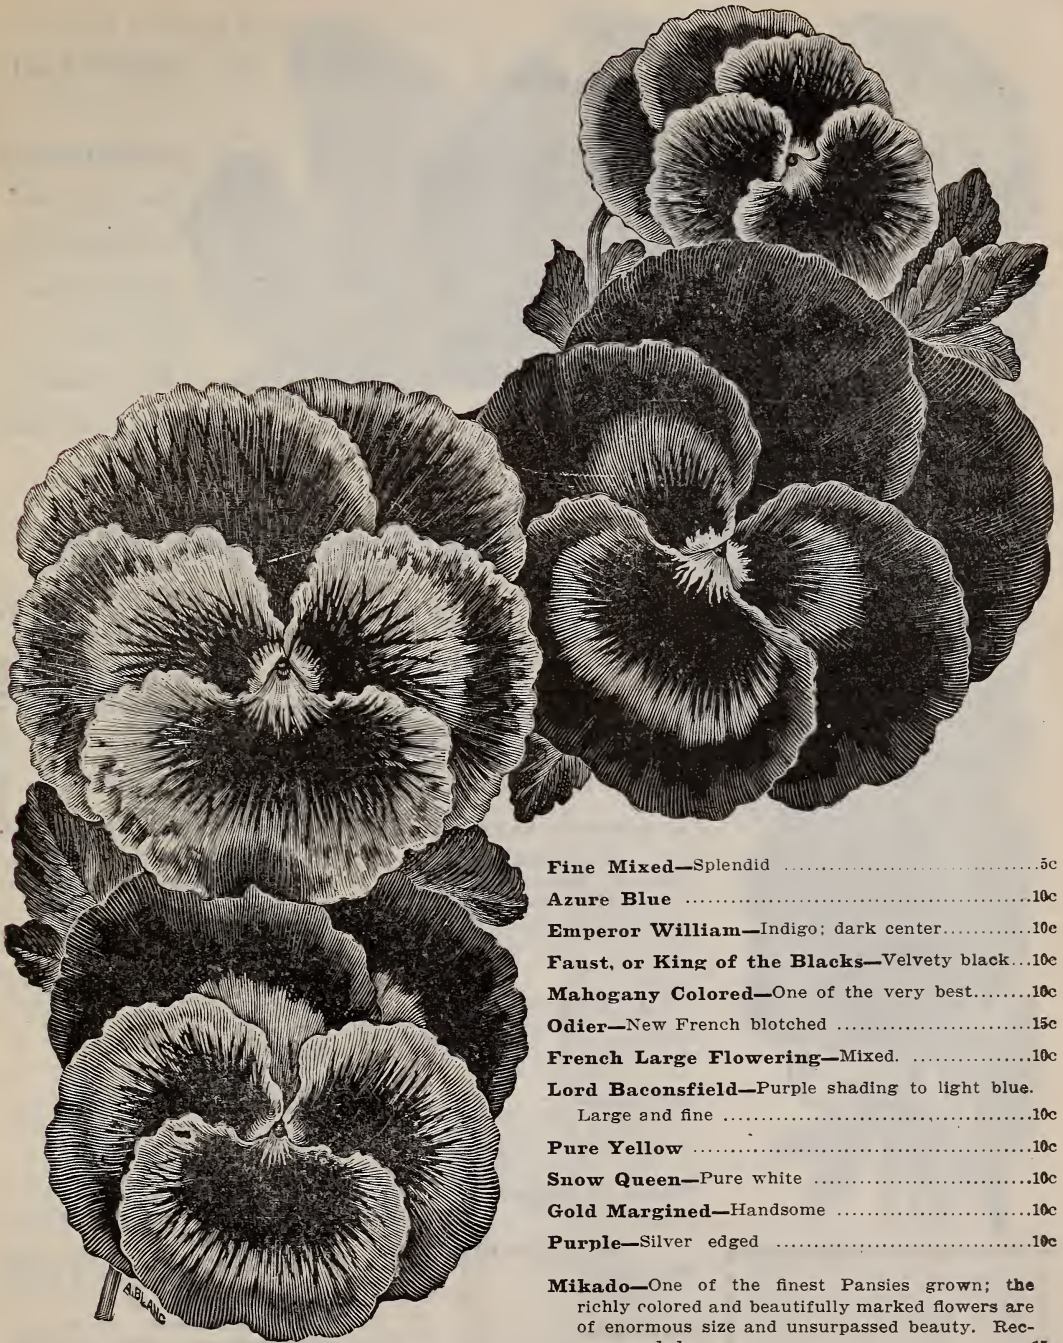 Fine Mixed—Splendid ..............................5c
Azure Blue ..............................10c
Emperor William—Indigo; dark center............10c
Faust, or King of the Blacks—Velvety black...10c
Mahogany Colored—One of the very best........10c
Odier—New French blotched ......................15c
French Large Flowering—Mixed. ................10c
Lord Baconsfield—Purple shading to light blue.
Large and fine ..............................10c
Pure Yellow ..............................10c
Snow Queen—Pure white ..........................10c
Gold Margined—Handsome ........................10c
Purple—Silver edged ..............................10c
Mikado—One of the finest Pansies grown; the
richly colored and beautifully marked flowers are
of enormous size and unsurpassed beauty. Rec-
A. BLANC